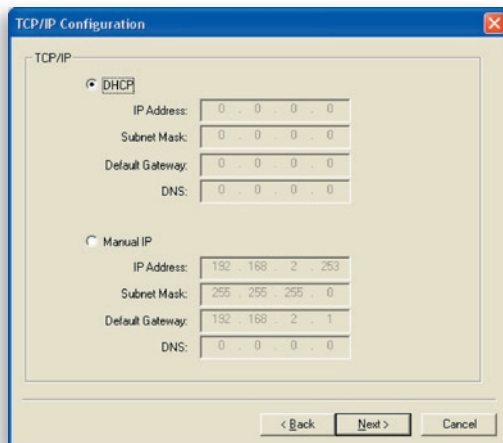 TCP/IP Configuration
TCP/IP
DHCP
IP Address: 0 . 0 . 0 . 0
Subnet Mask: 0 . 0 . 0 . 0
Default Gateway: 0 . 0 . 0 . 0
DNS: 0 . 0 . 0 . 0
Manual IP
IP Address: 192 . 168 . 2 . 253
Subnet Mask: 255 . 255 . 255 . 0
Default Gateway: 192 . 168 . 2 . 1
DNS: 0 . 0 . 0 . 0
< Back Next > Cancel